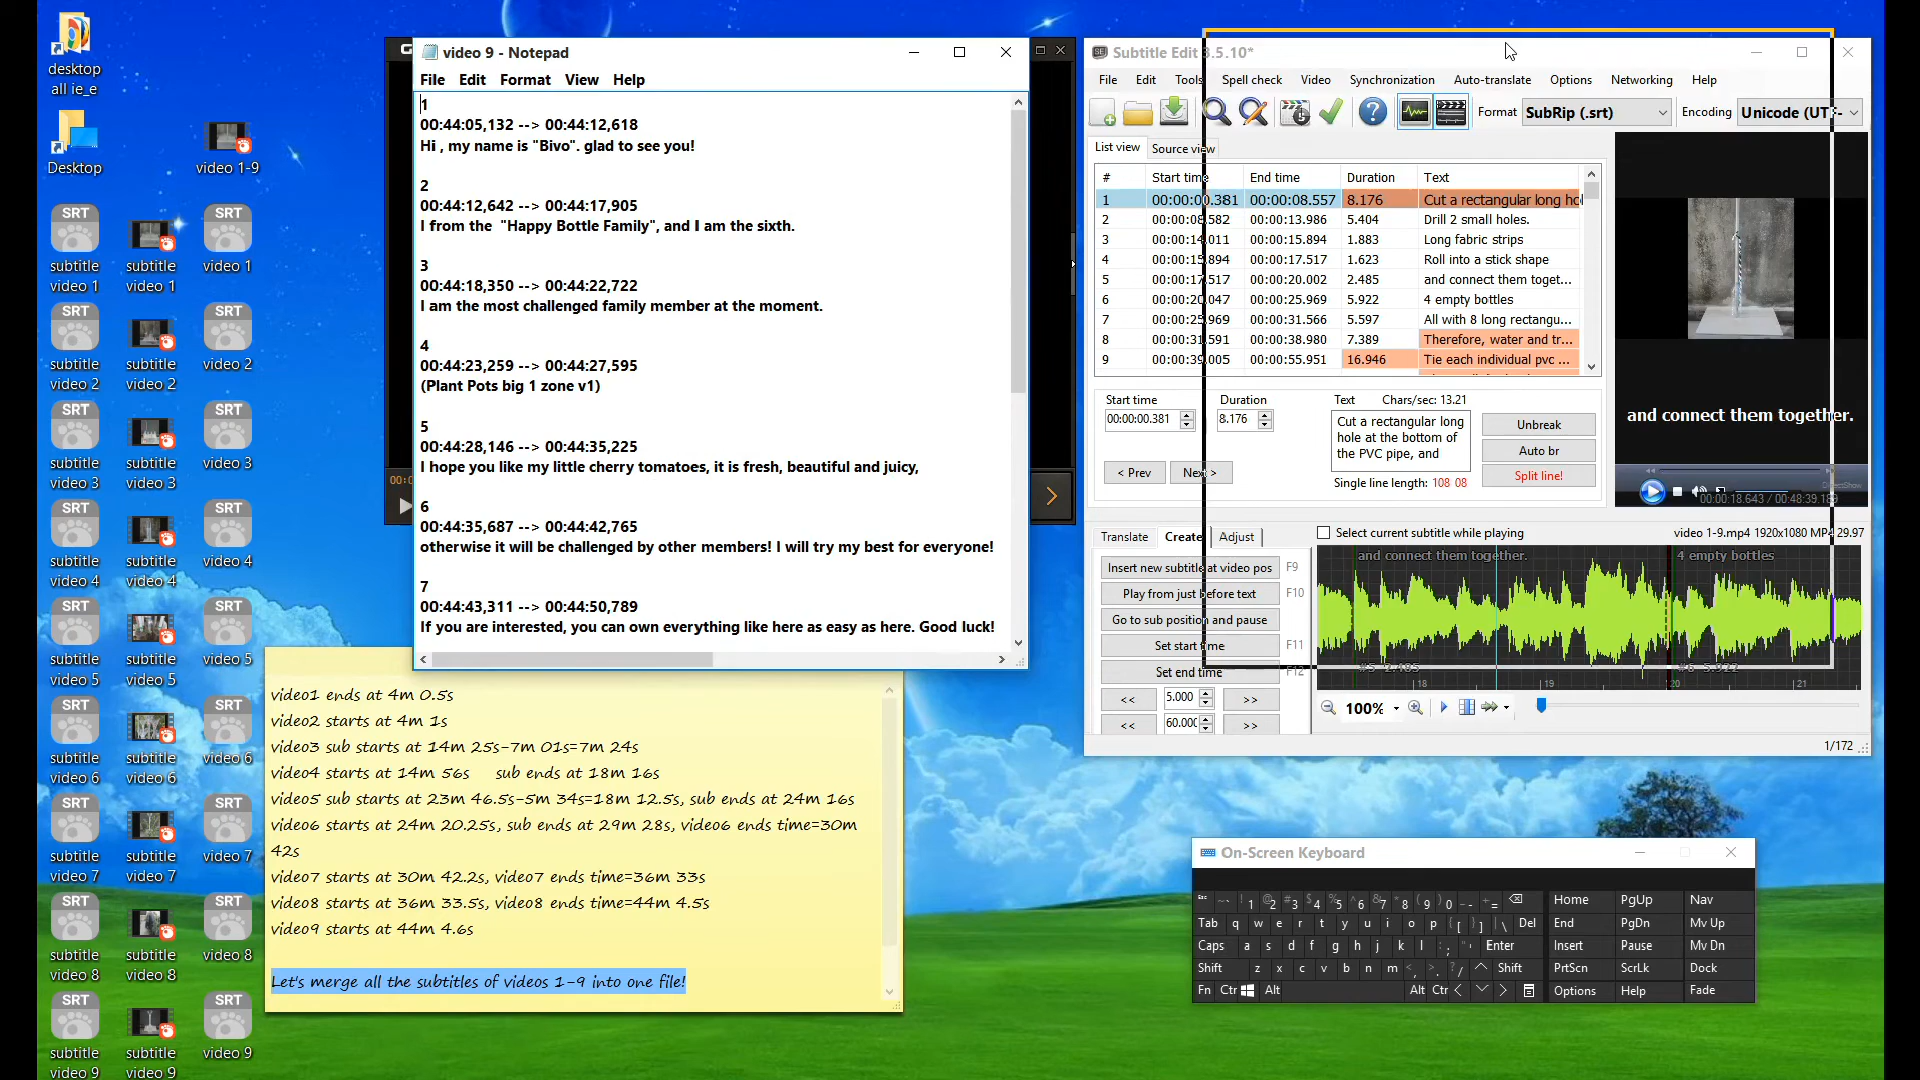 desktop
all ie_e
Desktop
video 1-9
SRT
SRT
subtitle
video 1
subtitle
video 1
video 1
SRT
SRT
subtitle
video 2
subtitle
video 2
video 2
SRT
SRT
subtitle
video 3
subtitle
video 3
video 3
SRT
SRT
subtitle
video 4
subtitle
video 4
video 4
SRT
SRT
subtitle
video 5
subtitle
video 5
video 5
SRT
SRT
subtitle
video 6
subtitle
video 6
video 6
SRT
SRT
subtitle
video 7
subtitle
video 7
video 7
SRT
SRT
subtitle
video 8
subtitle
video 8
video 8
SRT
SRT
subtitle
video 9
subtitle
video 9
video 9
video 9 - Notepad
File Edit Format View Help
1
00:44:05,132 --> 00:44:12,618
Hi , my name is "Bivo". glad to see you!
2
00:44:12,642 --> 00:44:17,905
I from the  "Happy Bottle Family", and I am the sixth.
3
00:44:18,350 --> 00:44:22,722
I am the most challenged family member at the moment.
4
00:44:23,259 --> 00:44:27,595
(Plant Pots big 1 zone v1)
5
00:44:28,146 --> 00:44:35,225
I hope you like my little cherry tomatoes, it is fresh, beautiful and juicy,
6
00:44:35,687 --> 00:44:42,765
otherwise it will be challenged by other members! I will try my best for everyone!
7
00:44:43,311 --> 00:44:50,789
If you are interested, you can own everything like here as easy as here. Good luck!
video1 ends at 4m 0.5s
video2 starts at 4m 1s
video3 sub starts at 14m 25s-7m 01s=7m 24s
video4 starts at 14m 56s    sub ends at 18m 16s
video5 sub starts at 23m 46.5s-5m 34s=18m 12.5s, sub ends at 24m 16s
video6 starts at 24m 20.25s, sub ends at 29m 28s, video6 ends time=30m
42s
video7 starts at 30m 42.2s, video7 ends time=36m 33s
video8 starts at 36m 33.5s, video8 ends time=44m 4.5s
video9 starts at 44m 4.6s
Let's merge all the subtitles of videos 1-9 into one file!
Subtitle Edit 3.5.10*
File Edit Tools Spell check Video Synchronization Auto-translate Options Networking Help
Format SubRip (.srt) Encoding Unicode (UTF-
List view Source view
# Start time End time Duration Text
1 00:00:00.381 00:00:08.557 8.176 Cut a rectangular long ho
2 00:00:08.582 00:00:13.986 5.404 Drill 2 small holes.
3 00:00:14.011 00:00:15.894 1.883 Long fabric strips
4 00:00:15.894 00:00:17.517 1.623 Roll into a stick shape
5 00:00:17.517 00:00:20.002 2.485 and connect them toget...
6 00:00:20.047 00:00:25.969 5.922 4 empty bottles
7 00:00:25.969 00:00:31.566 5.597 All with 8 long rectangu...
8 00:00:31.591 00:00:38.980 7.389 Therefore, water and tr...
9 00:00:39.005 00:00:55.951 16.946 Tie each individual pvc ...
and connect them together.
Start time Duration Text Chars/sec: 13.21
00:00:00.381 8.176
Cut a rectangular long
hole at the bottom of
the PVC pipe, and
Unbreak
Auto br
Split line!
< Prev Next >
Single line length: 108 08
DirectShow
00:00:18.643 / 00:48:39.189
Translate Create Adjust
Select current subtitle while playing
video 1-9.mp4 1920x1080 MP4 29.97
Insert new subtitle at video pos F9
Play from just before text F10
Go to sub position and pause
Set start time F11
Set end time F12
<< 5.000 >>
<< 60.000 >>
and connect them together.
4 empty bottles
#5 2.485
#6 5.922
18 19 20 21
100%
1/172
On-Screen Keyboard
Esc ~ ` ! 1 @ 2 # 3 $ 4 % 5 ^ 6 & 7 * 8 ( 9 ) 0 _ - + = Home PgUp Nav
Tab q w e r t y u i o p { [ } ] | \ Del End PgDn Mv Up
Caps a s d f g h j k l : ; " ' Enter Insert Pause Mv Dn
Shift z x c v b n m < , > . ? / Shift PrtScn ScrLk Dock
Fn Ctr Alt Alt Ctr Options Help Fade